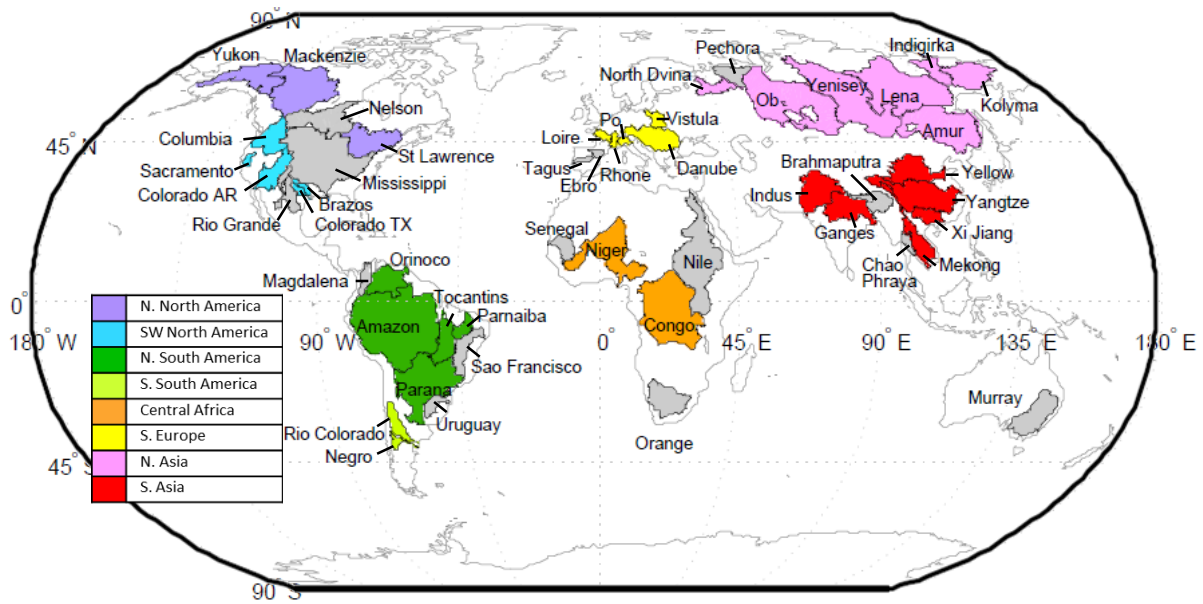 90° N
Yukon
Mackenzie
Pechora
Indigirka
North Dvina
Nelson
Ob
Yenisey
Lena
Kolyma
Columbia
Po
Vistula
Amur
45° N
Loire
St Lawrence
Sacramento
Tagus
Rhone
Danube
Brahmaputra
Yellow
Colorado AR
Mississippi
Ebro
Indus
Yangtze
Brazos
Rio Grande
Colorado TX
Senegal
Ganges
Xi Jiang
Niger
Orinoco
Nile
Chao
Phraya
Mekong
Magdalena
Tocantins
0°
N. North America
Parnaiba
Amazon
Congo
SW North America
180° W
90° W
0
45° E
90° E
135° E
180° E
N. South America
Sao Francisco
S. South America
Parana
Murray
Central Africa
Uruguay
Rio Colorado
S. Europe
Orange
Negro
N. Asia
45° S
S. Asia
90° S